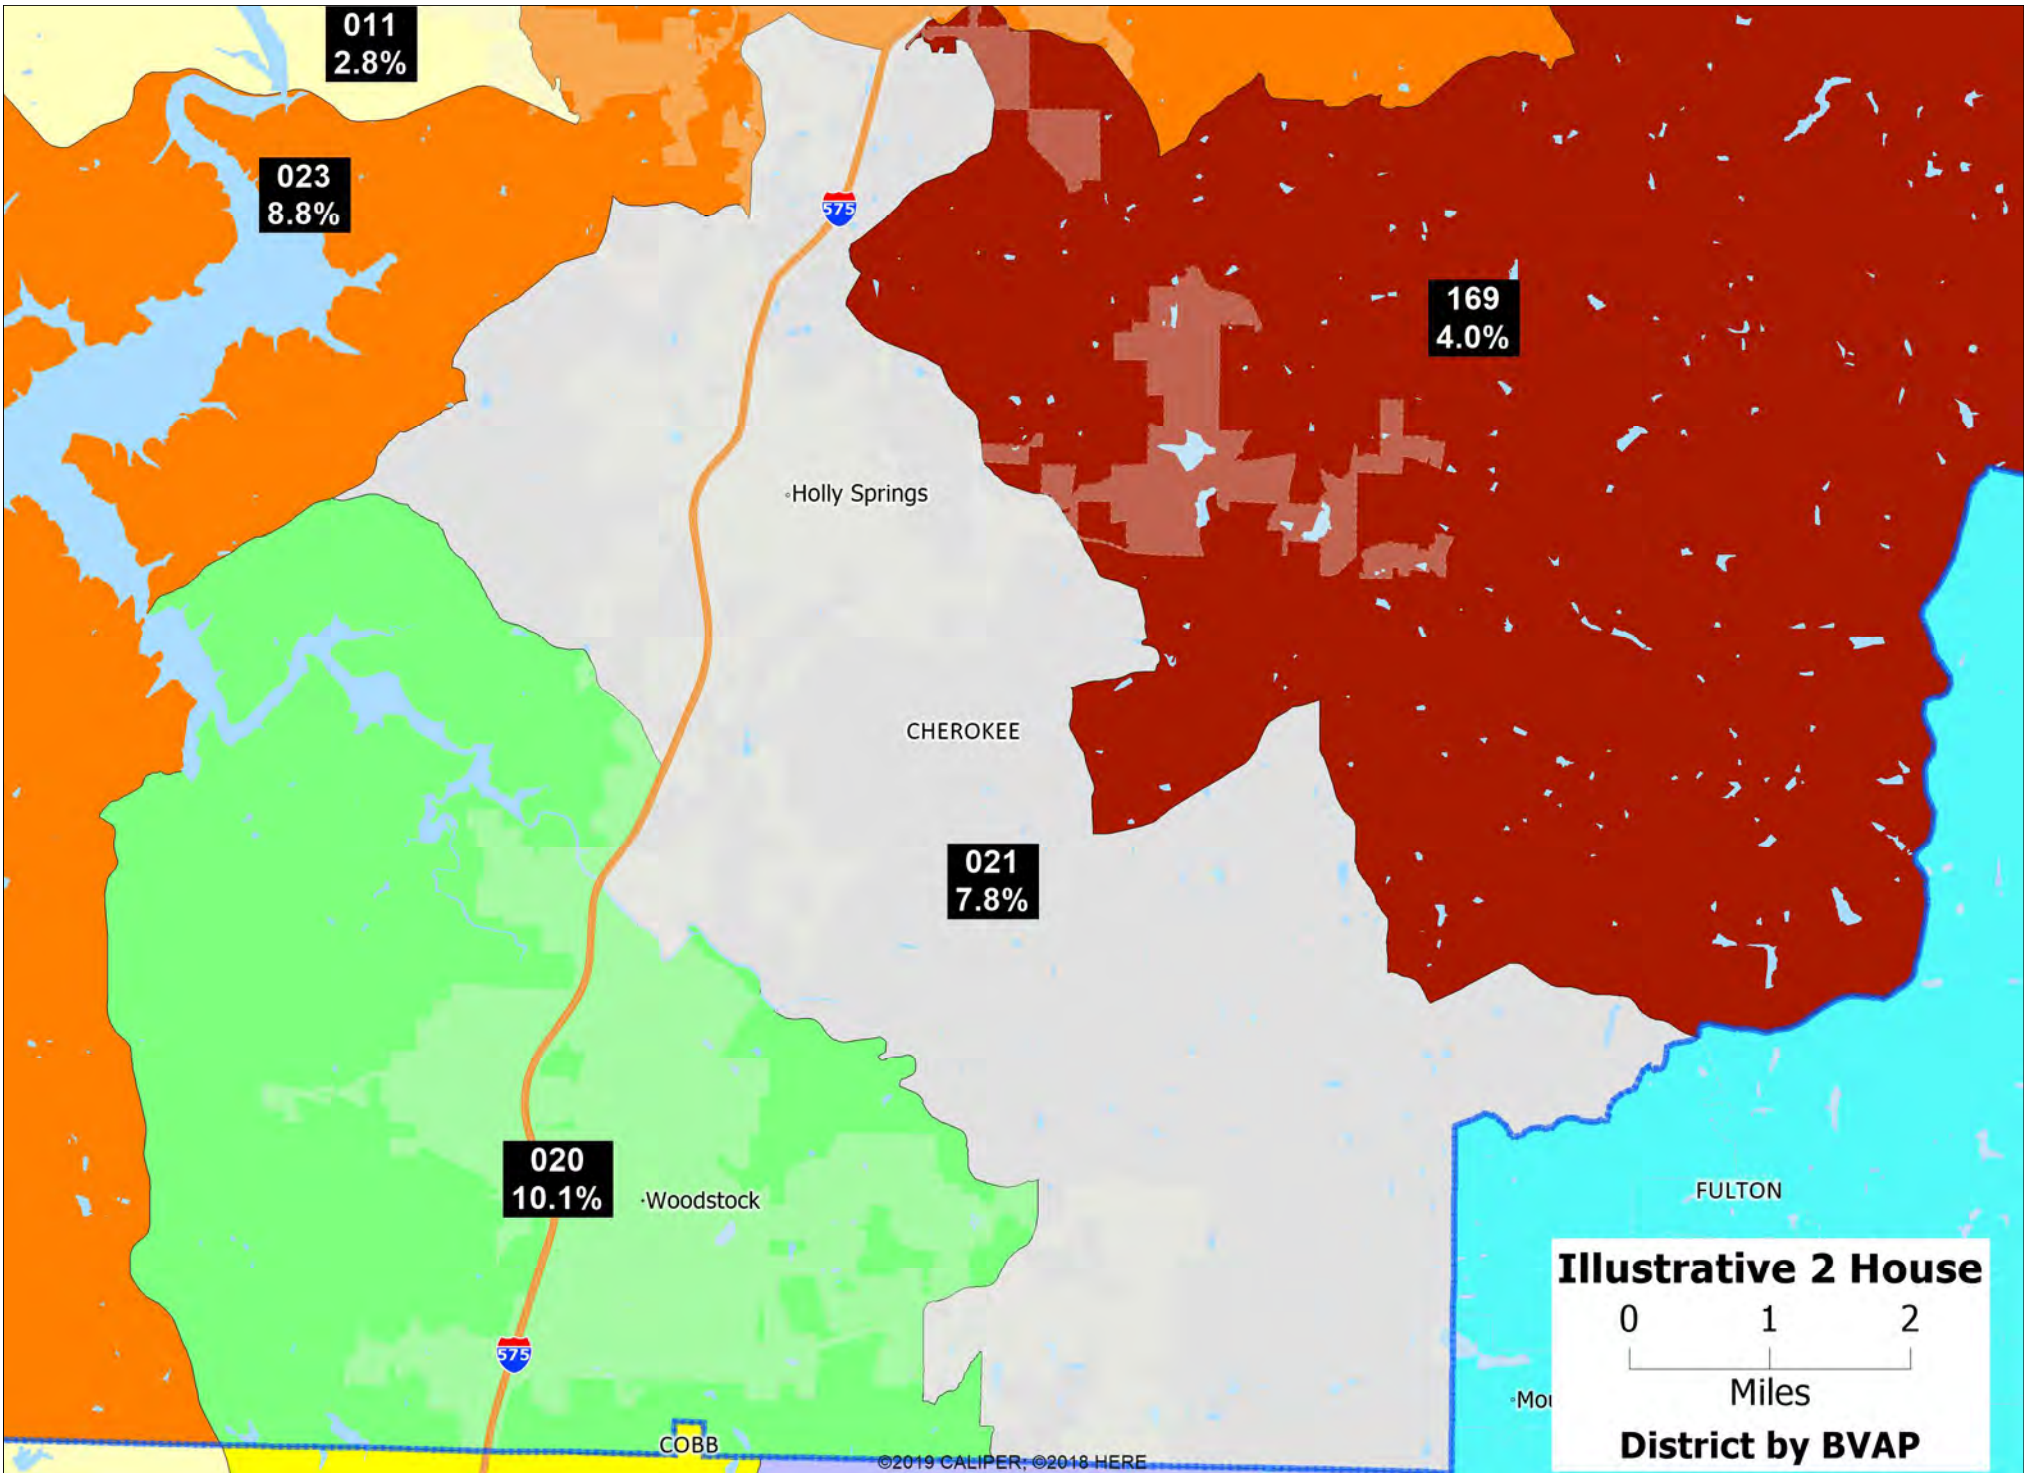 011
2.8%
023
8.8%
575
169
4.0%
Holly Springs
CHEROKEE
021
7.8%
020
10.1%
Woodstock
FULTON
Illustrative 2 House
0 1 2
Miles
District by BVAP
575
Mou
COBB
©2019 CALIPER; ©2018 HERE